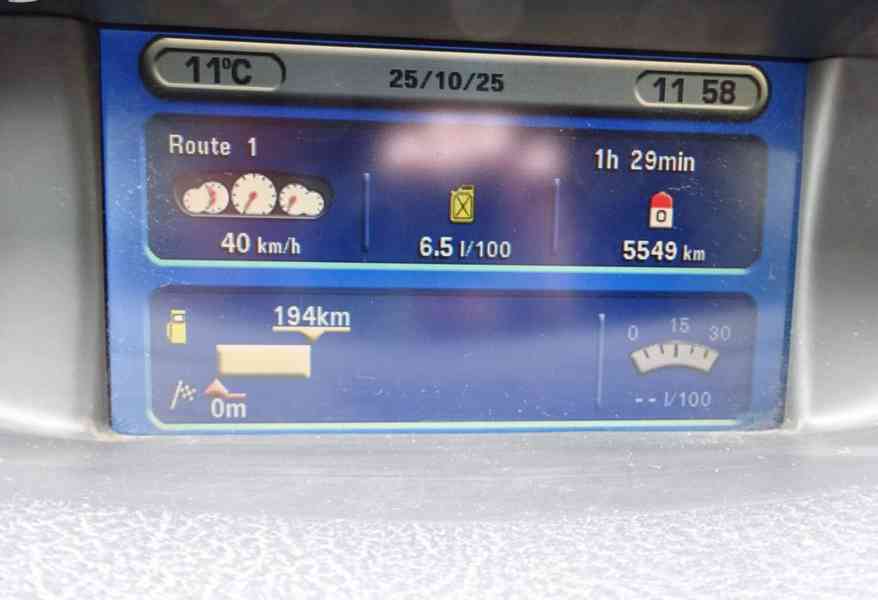 11°C 25/10/25 11 58
Route 1
1h 29min
40 km/h 6.5 l/100 5549 km
194km
0 15 30
0m
-- l/100